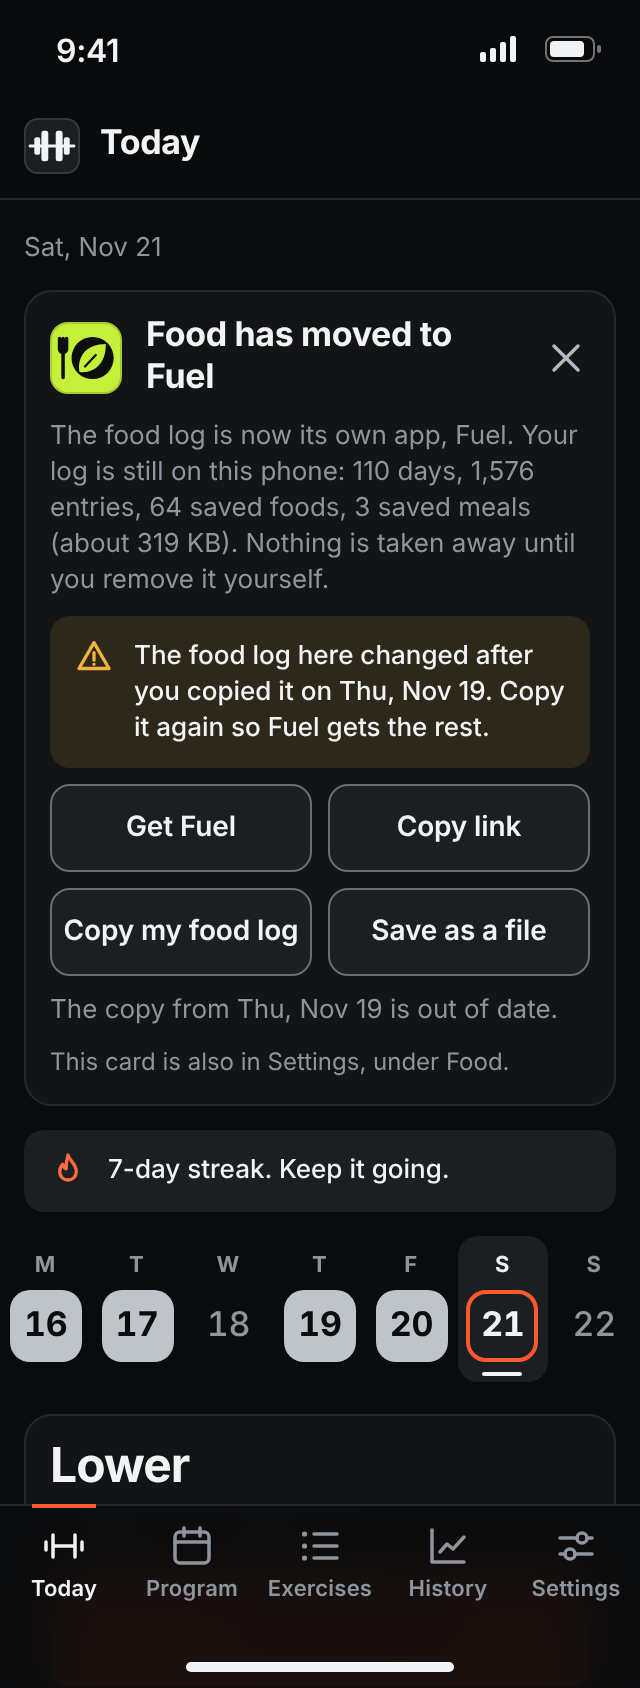 9:41
Today
Sat, Nov 21
Food has moved to
Fuel
The food log is now its own app, Fuel. Your
log is still on this phone: 110 days, 1,576
entries, 64 saved foods, 3 saved meals
(about 319 KB). Nothing is taken away until
you remove it yourself.
The food log here changed after
you copied it on Thu, Nov 19. Copy
it again so Fuel gets the rest.
Get Fuel
Copy link
Copy my food log
Save as a file
The copy from Thu, Nov 19 is out of date.
This card is also in Settings, under Food.
7-day streak. Keep it going.
M T W T F S S
16 17 18 19 20 21 22
Lower
Today Program Exercises History Settings